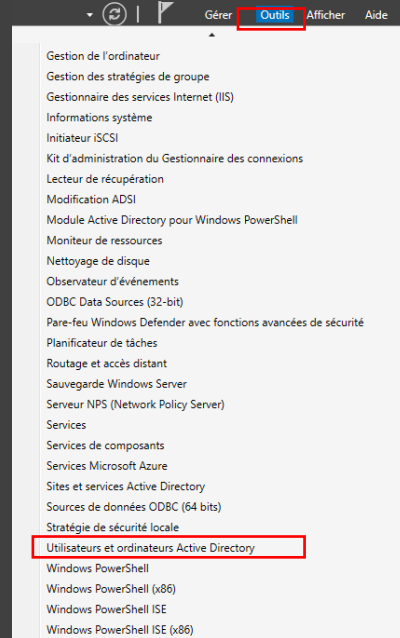 Gérer Outils Afficher Aide
Gestion de l'ordinateur
Gestion des stratégies de groupe
Gestionnaire des services Internet (IIS)
Informations système
Initiateur iSCSI
Kit d'administration du Gestionnaire des connexions
Lecteur de récupération
Modification ADSI
Module Active Directory pour Windows PowerShell
Moniteur de ressources
Nettoyage de disque
Observateur d'événements
ODBC Data Sources (32-bit)
Pare-feu Windows Defender avec fonctions avancées de sécurité
Planificateur de tâches
Routage et accès distant
Sauvegarde Windows Server
Serveur NPS (Network Policy Server)
Services
Services de composants
Services Microsoft Azure
Sites et services Active Directory
Sources de données ODBC (64 bits)
Stratégie de sécurité locale
Utilisateurs et ordinateurs Active Directory
Windows PowerShell
Windows PowerShell (x86)
Windows PowerShell ISE
Windows PowerShell ISE (x86)